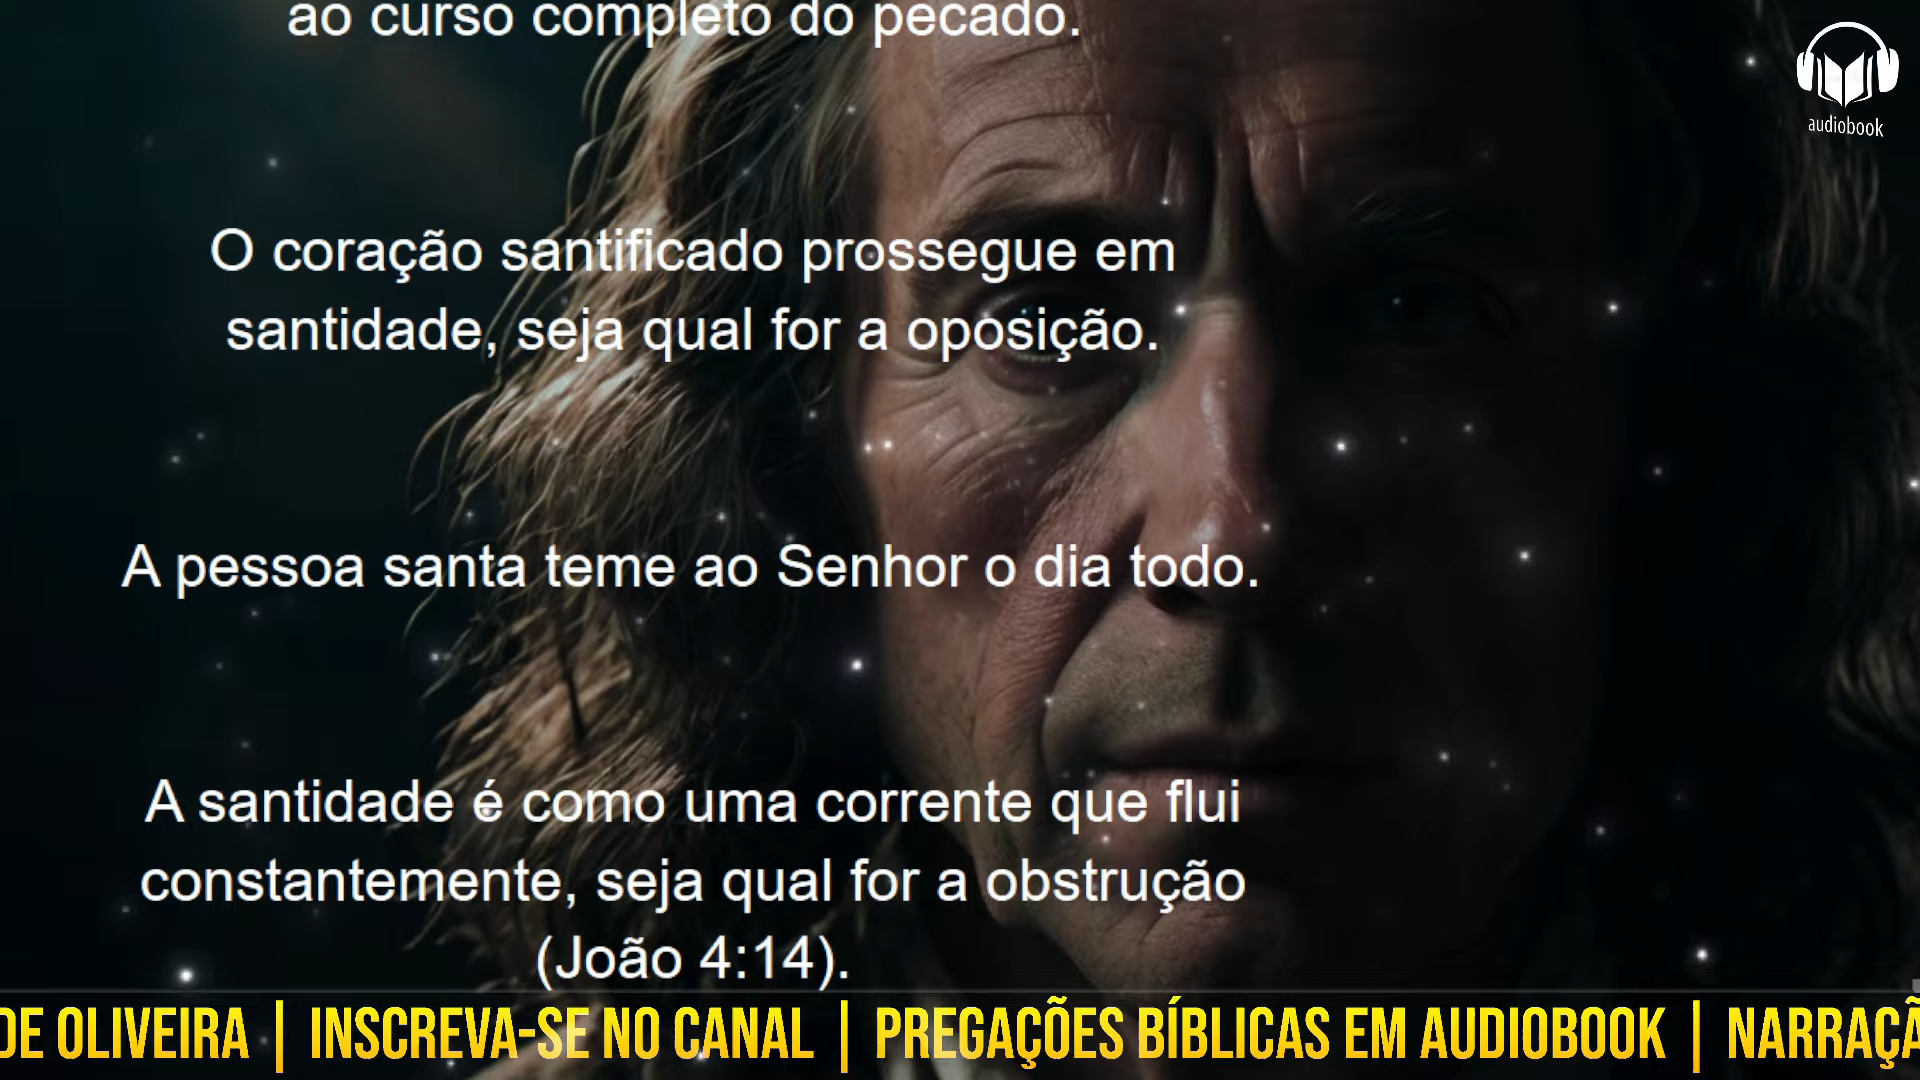 ao curso completo do pecado.
audiobook
O coração santificado prossegue em
santidade, seja qual for a oposição.
A pessoa santa teme ao Senhor o dia todo.
A santidade é como uma corrente que flui
constantemente, seja qual for a obstrução
(João 4:14).
DE OLIVEIRA | INSCREVA-SE NO CANAL | PREGAÇÕES BÍBLICAS EM AUDIOBOOK |